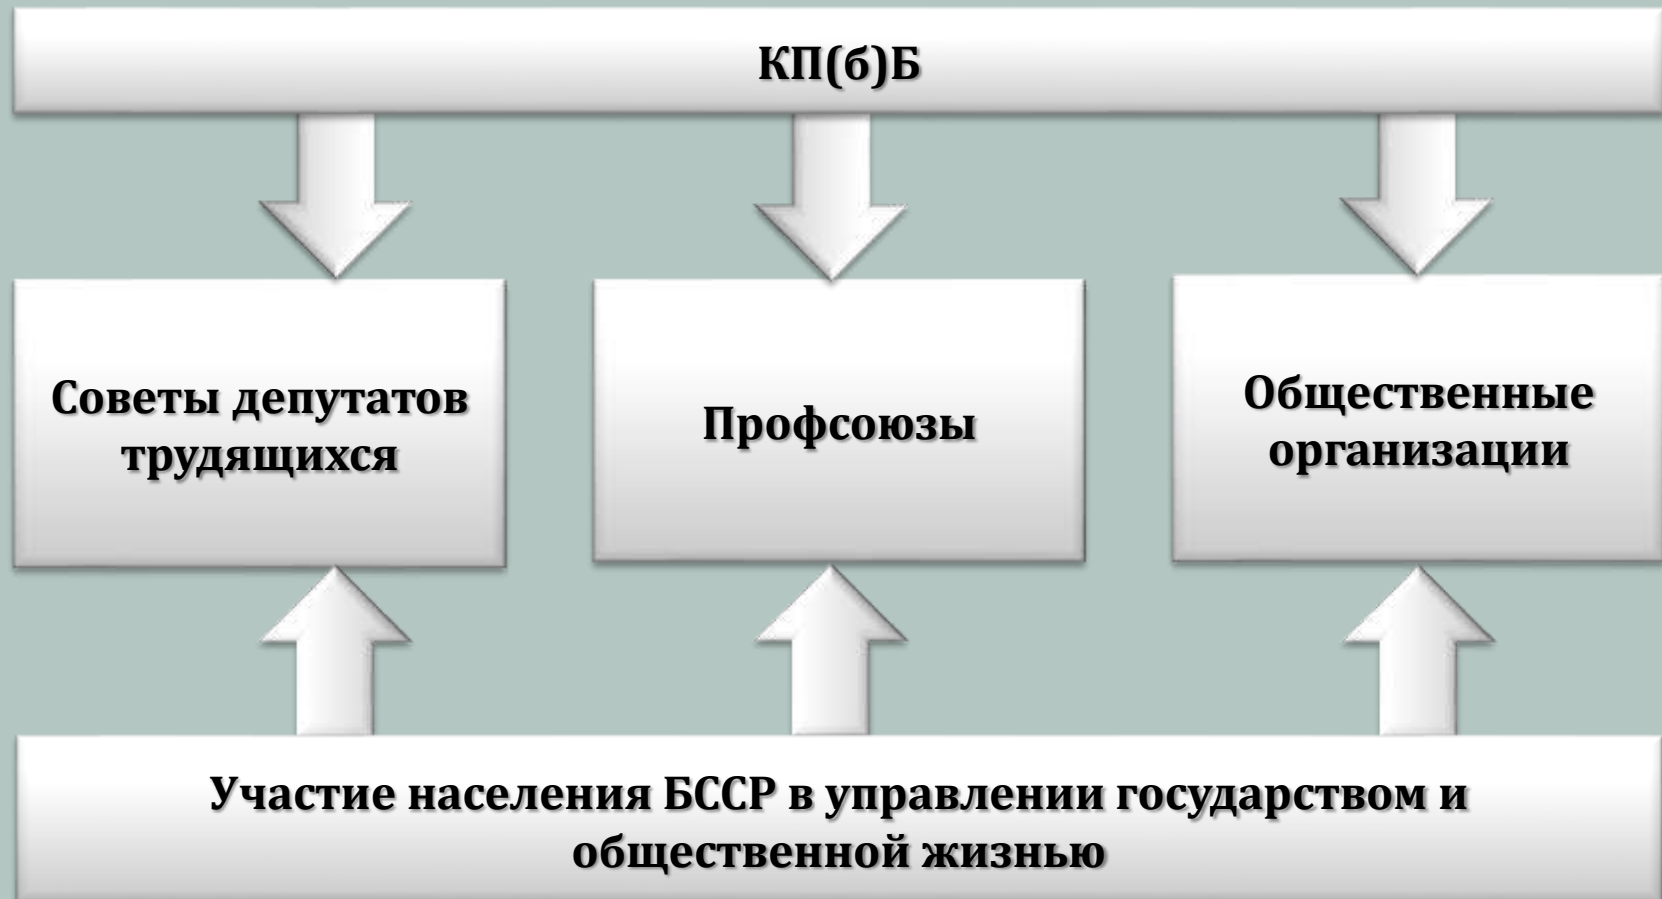 КП(б)Б
Советы депутатов
трудящихся
Профсоюзы
Общественные
организации
Участие населения БССР в управлении государством и
общественной жизнью